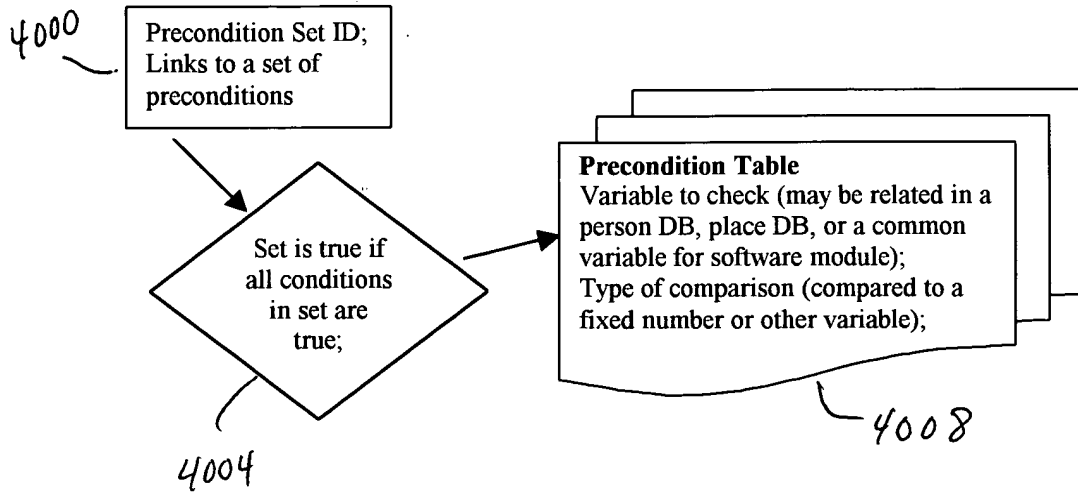 4000
Precondition Set ID;
Links to a set of
preconditions
Set is true if
all conditions
in set are
true;
4004
Precondition Table
Variable to check (may be related in a
person DB, place DB, or a common
variable for software module);
Type of comparison (compared to a
fixed number or other variable);
4008